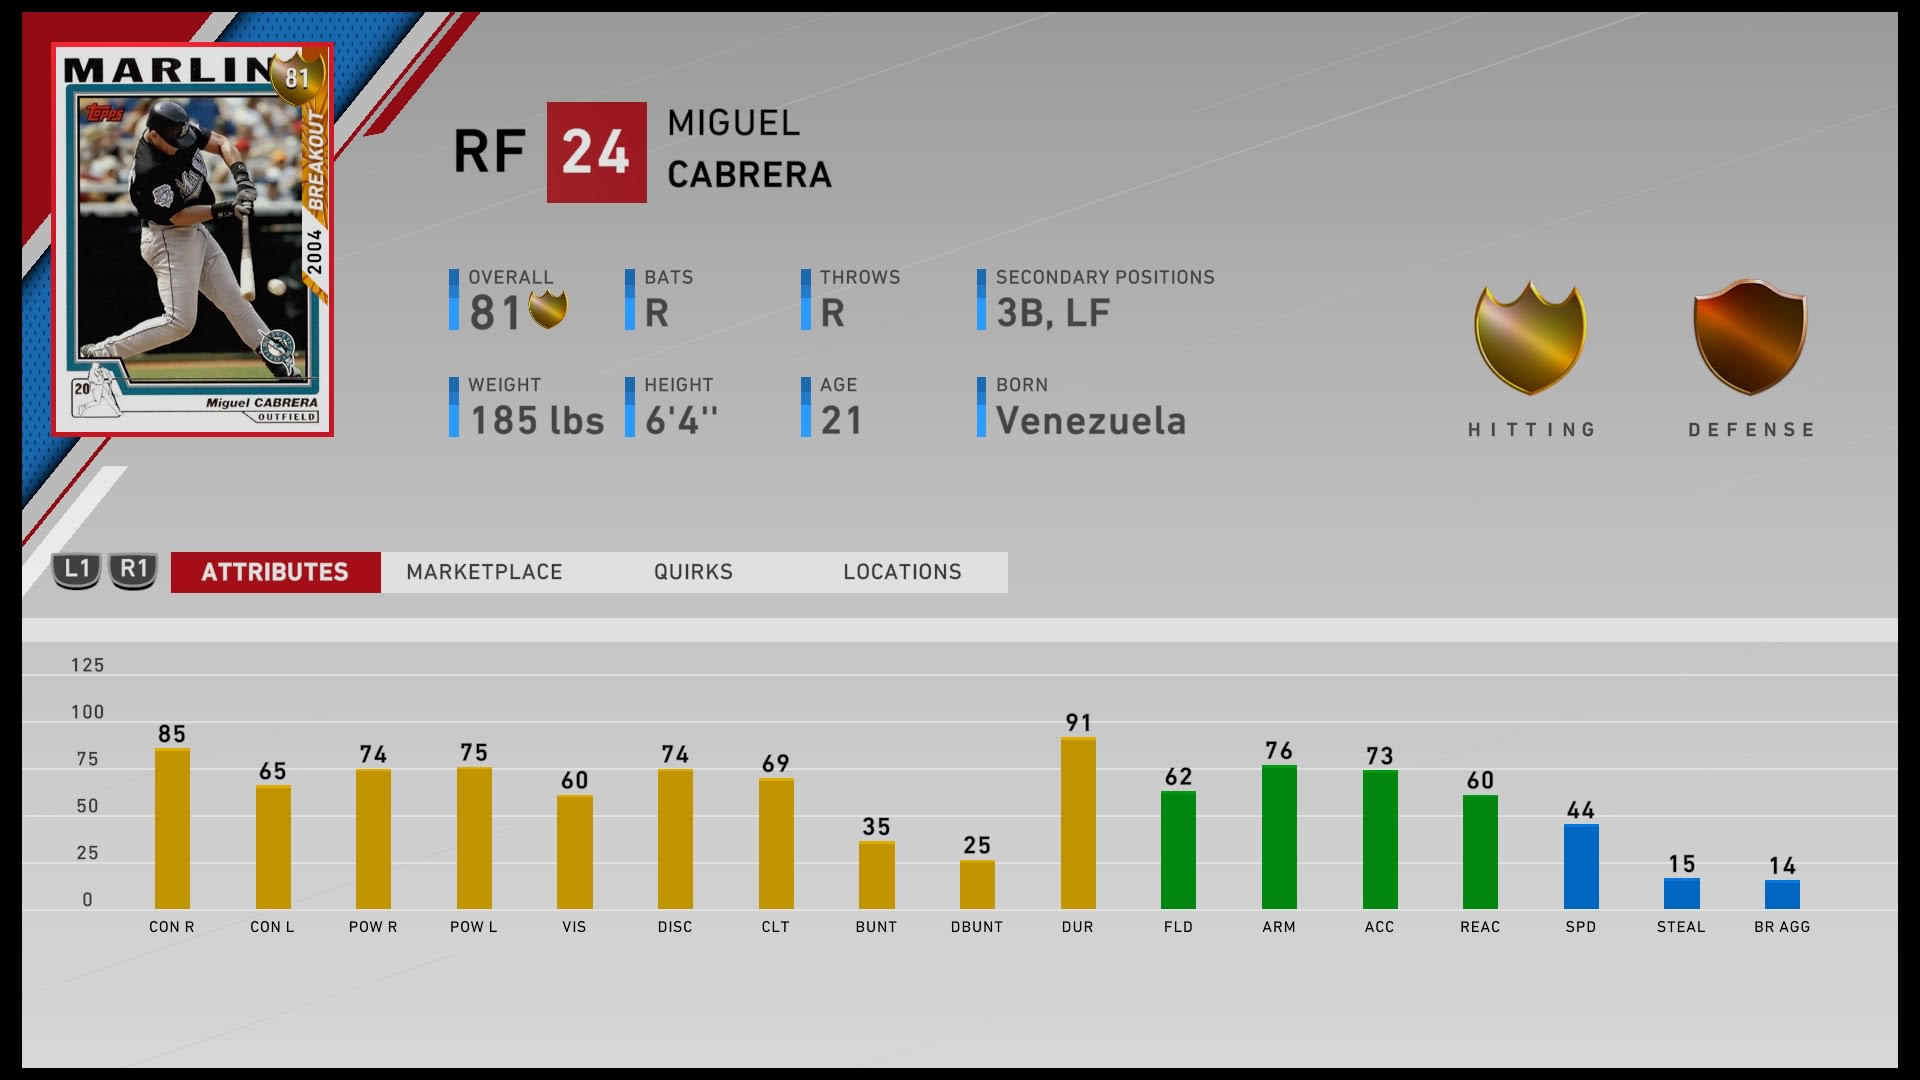 MARLIN
81
Topps
2004 BREAKOUT
20
Miguel CABRERA
OUTFIELD
RF 24 MIGUEL
CABRERA
OVERALL BATS THROWS SECONDARY POSITIONS
81 R R 3B, LF
WEIGHT HEIGHT AGE BORN
185 lbs 6'4'' 21 Venezuela
HITTING DEFENSE
L1 R1 ATTRIBUTES MARKETPLACE QUIRKS LOCATIONS
125
100
75
50
25
0
85 65 74 75 60 74 69 35 25 91 62 76 73 60 44 15 14
CON R CON L POW R POW L VIS DISC CLT BUNT DBUNT DUR FLD ARM ACC REAC SPD STEAL BR AGG